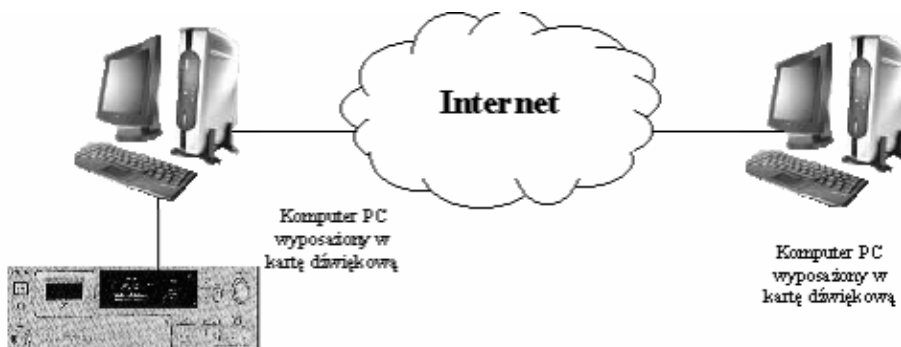 Internet
Komputer PC
wyposażony w
kartę dźwiękową
Komputer PC
wyposażony w
kartę dźwiękową